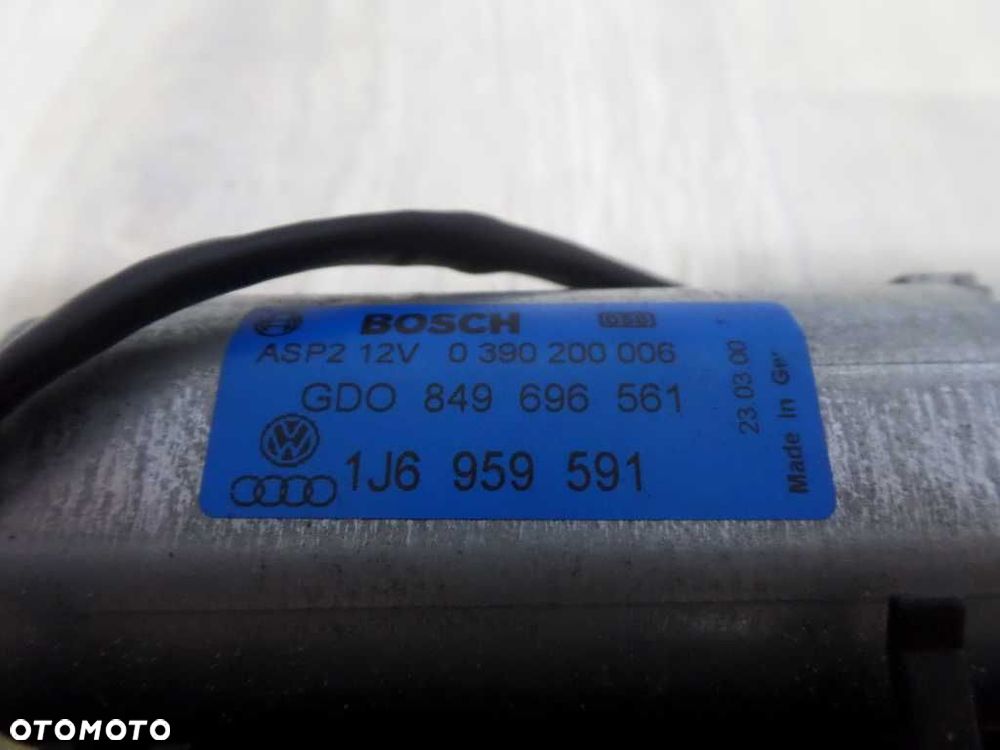 BOSCH
ASP2 12V 0 390 200 006
GDO 849 696 561
VW
1J6 959 591
23.03.00
Made in Ger
OTOMOTO